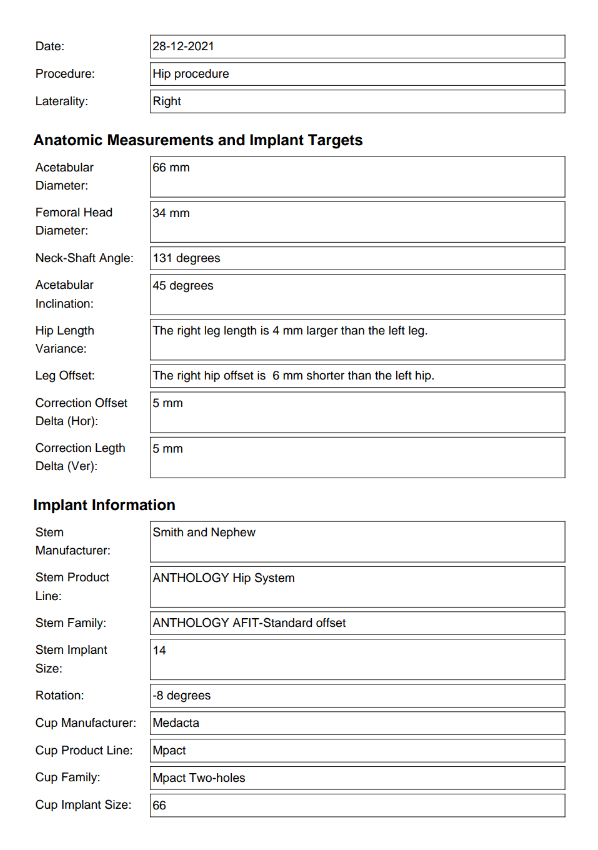 Date: 28-12-2021
Procedure: Hip procedure
Laterality: Right
Anatomic Measurements and Implant Targets
Acetabular 66 mm
Diameter:
Femoral Head 34 mm
Diameter:
Neck-Shaft Angle: 131 degrees
Acetabular 45 degrees
Inclination:
Hip Length The right leg length is 4 mm larger than the left leg.
Variance:
Leg Offset: The right hip offset is  6 mm shorter than the left hip.
Correction Offset 5 mm
Delta (Hor):
Correction Legth 5 mm
Delta (Ver):
Implant Information
Stem Smith and Nephew
Manufacturer:
Stem Product ANTHOLOGY Hip System
Line:
Stem Family: ANTHOLOGY AFIT-Standard offset
Stem Implant 14
Size:
Rotation: -8 degrees
Cup Manufacturer: Medacta
Cup Product Line: Mpact
Cup Family: Mpact Two-holes
Cup Implant Size: 66